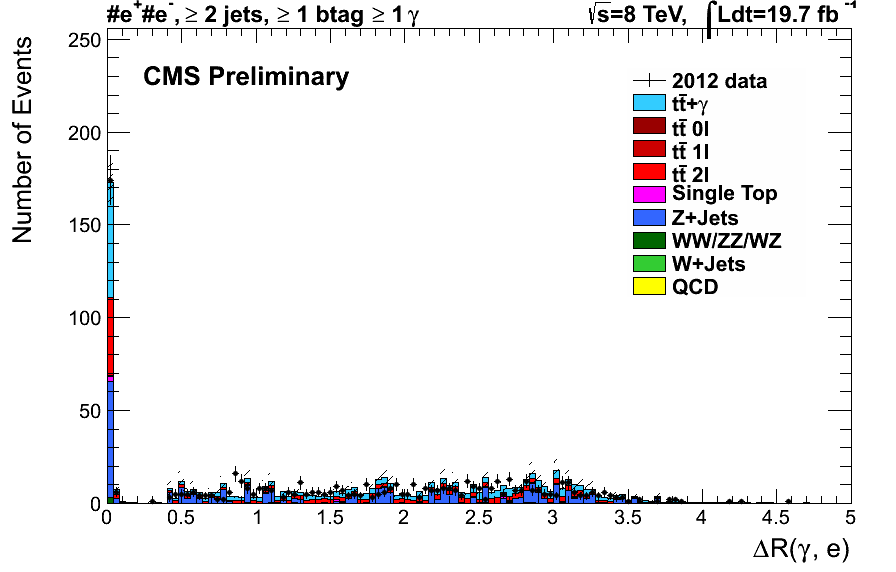 #e⁺#e⁻, ≥ 2 jets, ≥ 1 btag ≥ 1 γ √s=8 TeV, ∫Ldt=19.7 fb⁻¹
CMS Preliminary
2012 data
tt̄+γ
tt̄ 0l
tt̄ 1l
tt̄ 2l
Single Top
Z+Jets
WW/ZZ/WZ
W+Jets
QCD
Number of Events
250
200
150
100
50
0
0 0.5 1 1.5 2 2.5 3 3.5 4 4.5 5
ΔR(γ, e)